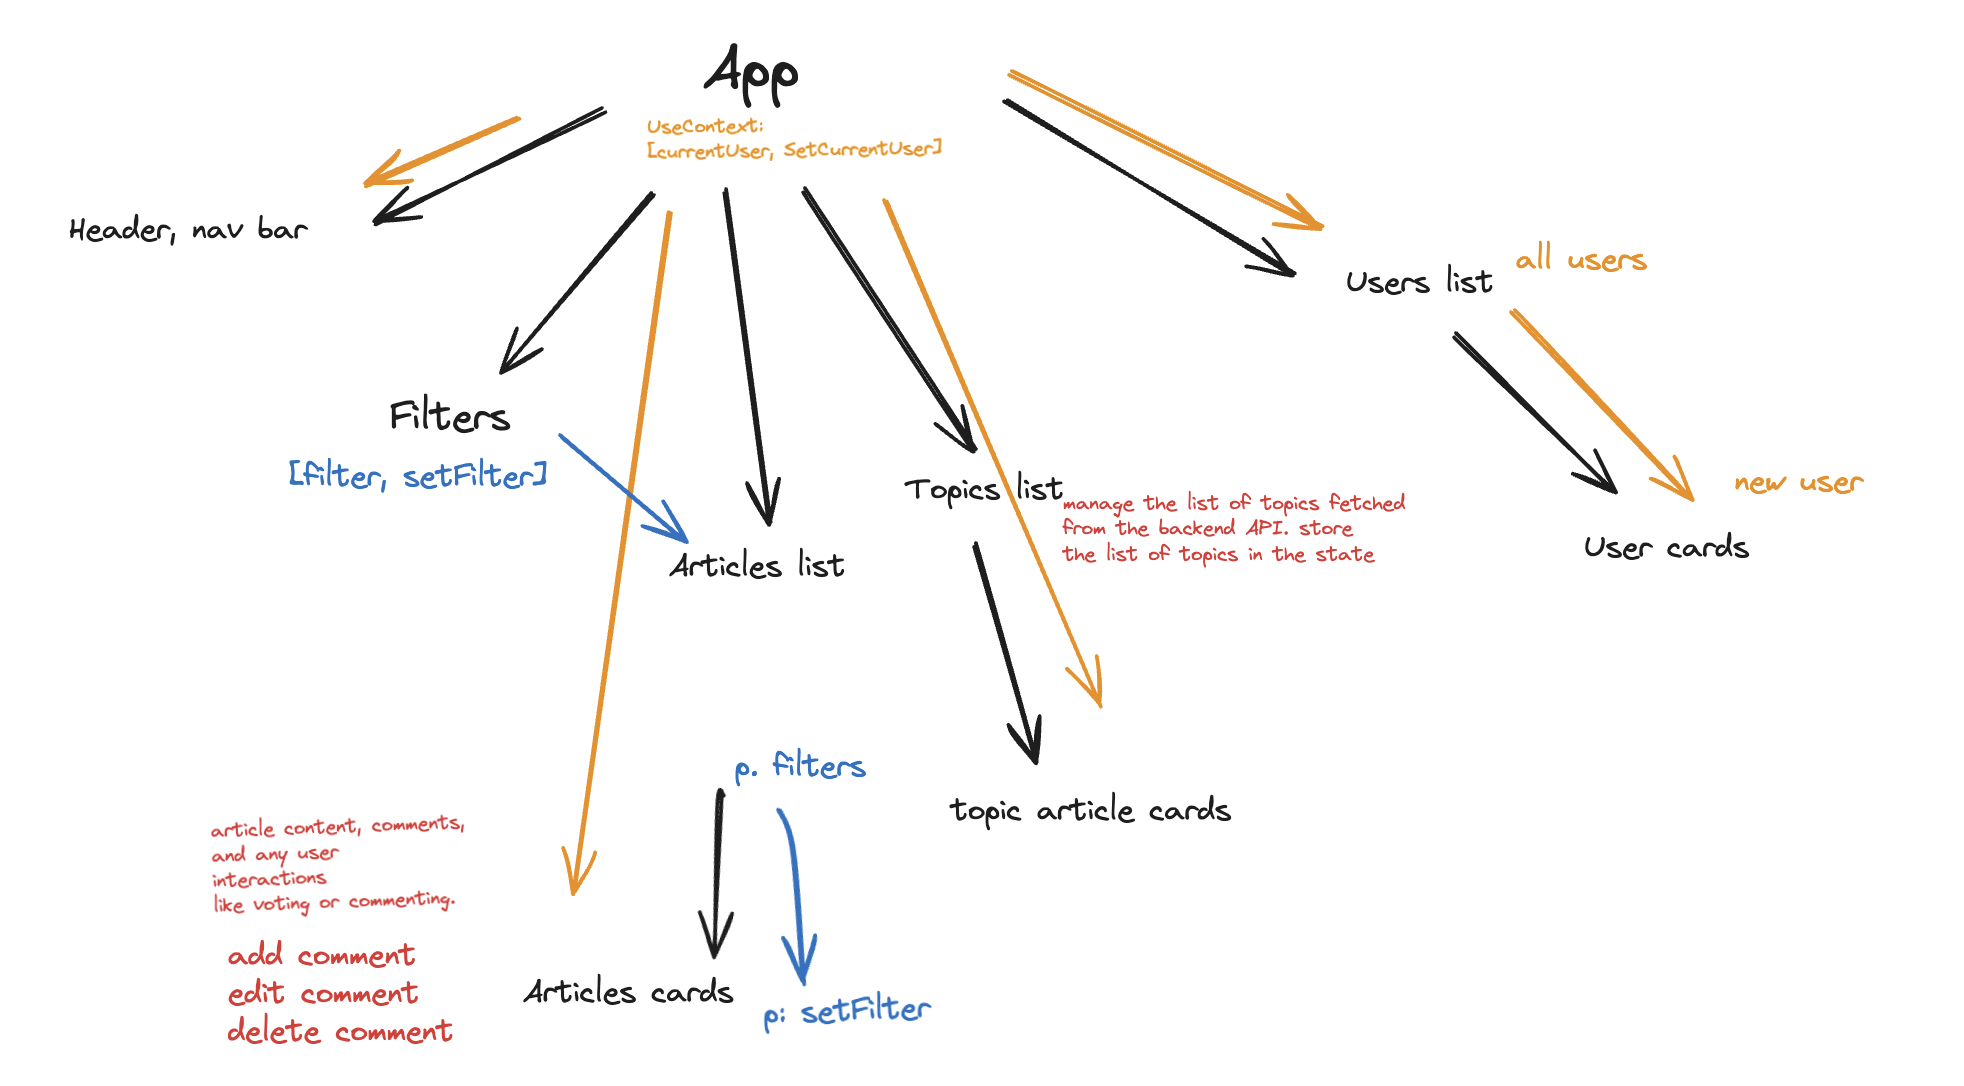 App
UseContext:
[currentUser, SetCurrentUser]
Header, nav bar
Users list
all users
Filters
[filter, setFilter]
Topics list
manage the list of topics fetched
from the backend API. store
the list of topics in the state
new user
User cards
Articles list
p. filters
topic article cards
article content, comments,
and any user
interactions
like voting or commenting.
add comment
edit comment
delete comment
Articles cards
p: setFilter